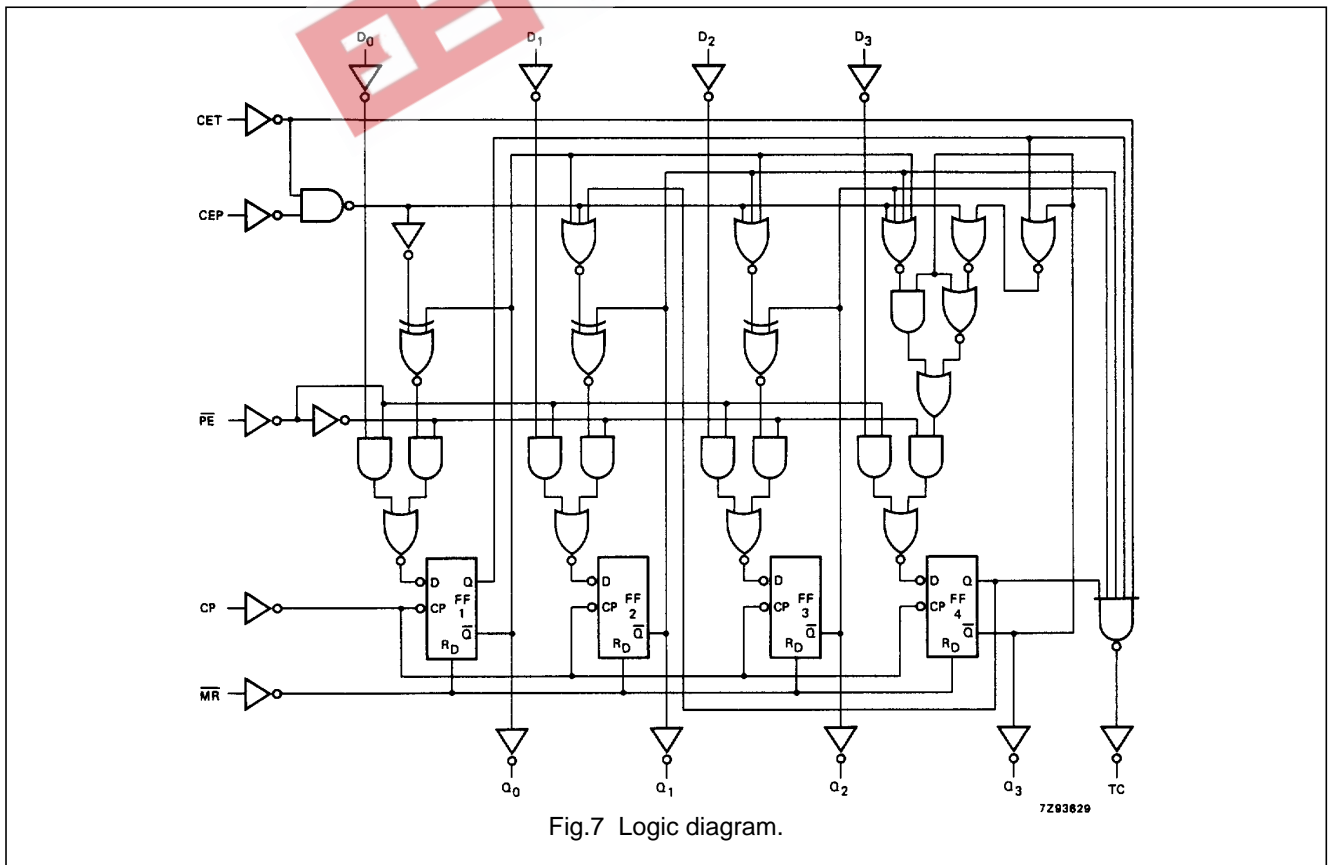 D0 D1 D2 D3
CET
CEP
PE
D Q D D D Q
CP CP FF 1 CP FF 2 CP FF 3 CP FF 4
Q Q Q Q
RD RD RD RD
MR
Q0 Q1 Q2 Q3 TC
7Z93629
Fig.7 Logic diagram.